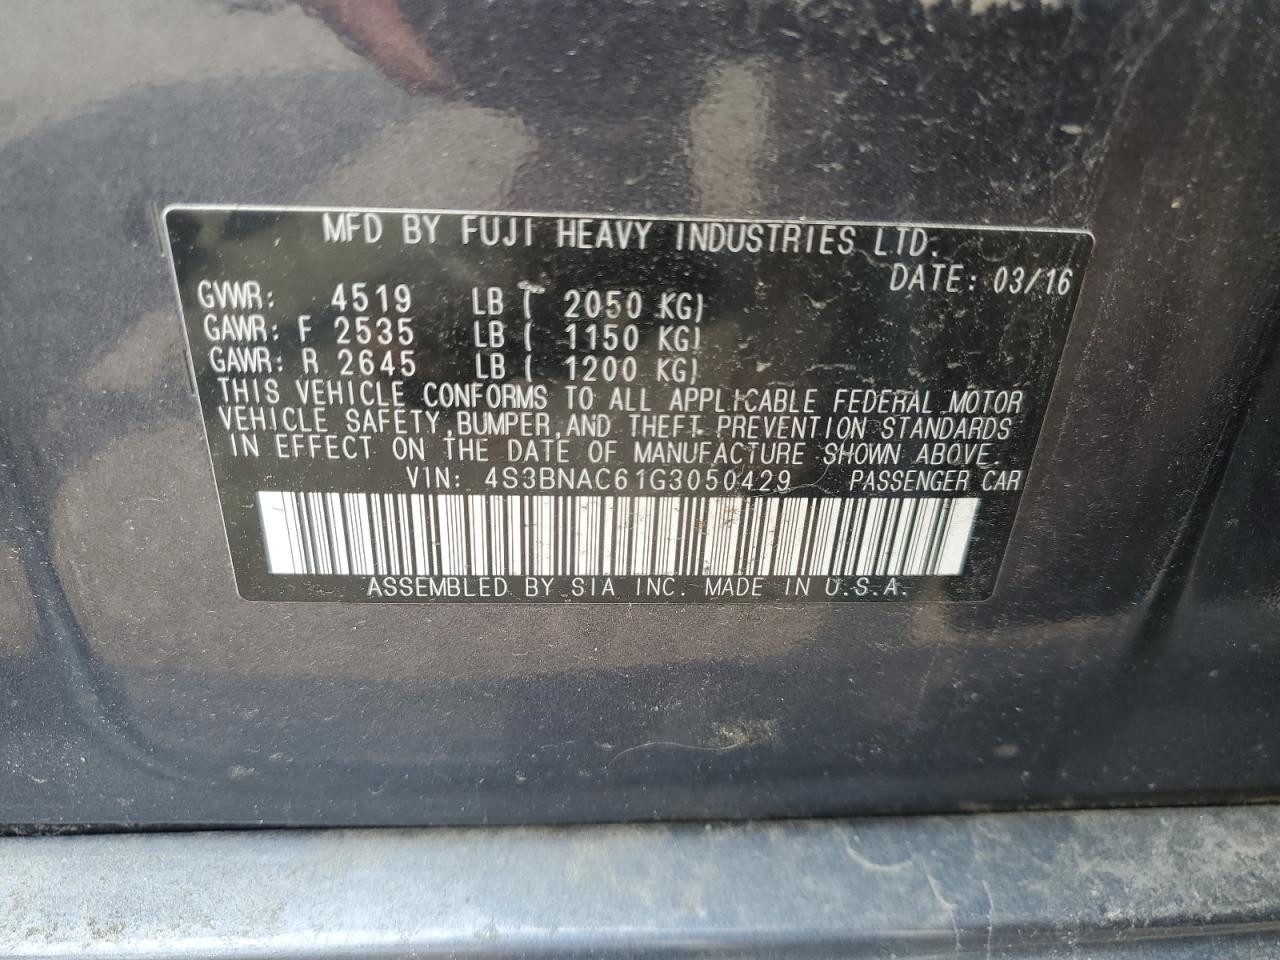 MFD BY FUJI HEAVY INDUSTRIES LTD.
DATE: 03/16
GVWR: 4519 LB ( 2050 KG)
GAWR: F 2535 LB ( 1150 KG)
GAWR: R 2645 LB ( 1200 KG)
THIS VEHICLE CONFORMS TO ALL APPLICABLE FEDERAL MOTOR
VEHICLE SAFETY, BUMPER, AND THEFT PREVENTION STANDARDS
IN EFFECT ON THE DATE OF MANUFACTURE SHOWN ABOVE.
VIN: 4S3BNAC61G3050429 PASSENGER CAR
ASSEMBLED BY SIA INC. MADE IN U.S.A.